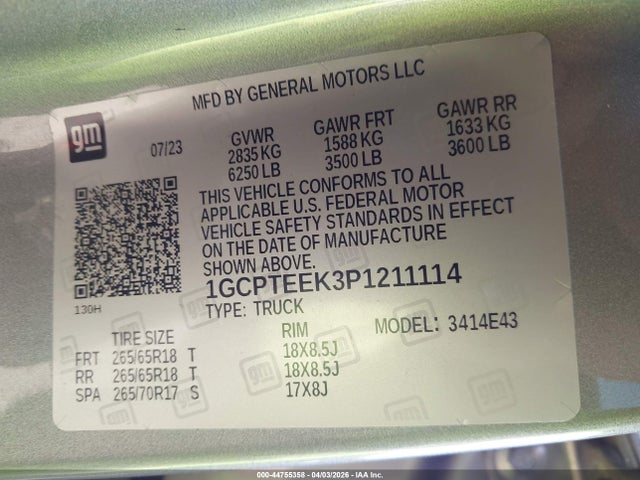 MFD BY GENERAL MOTORS LLC
gm
07/23
GVWR
2835 KG
6250 LB
GAWR FRT
1588 KG
3500 LB
GAWR RR
1633 KG
3600 LB
THIS VEHICLE CONFORMS TO ALL
APPLICABLE U.S. FEDERAL MOTOR
VEHICLE SAFETY STANDARDS IN EFFECT
ON THE DATE OF MANUFACTURE
SHOWN ABOVE.
130H
1GCPTEEK3P1211114
TYPE: TRUCK
MODEL: 3414E43
TIRE SIZE RIM
FRT 265/65R18 T 18X8.5J
RR 265/65R18 T 18X8.5J
SPA 265/70R17 S 17X8J
000-44755358 - 04/03/2026 - IAA Inc.